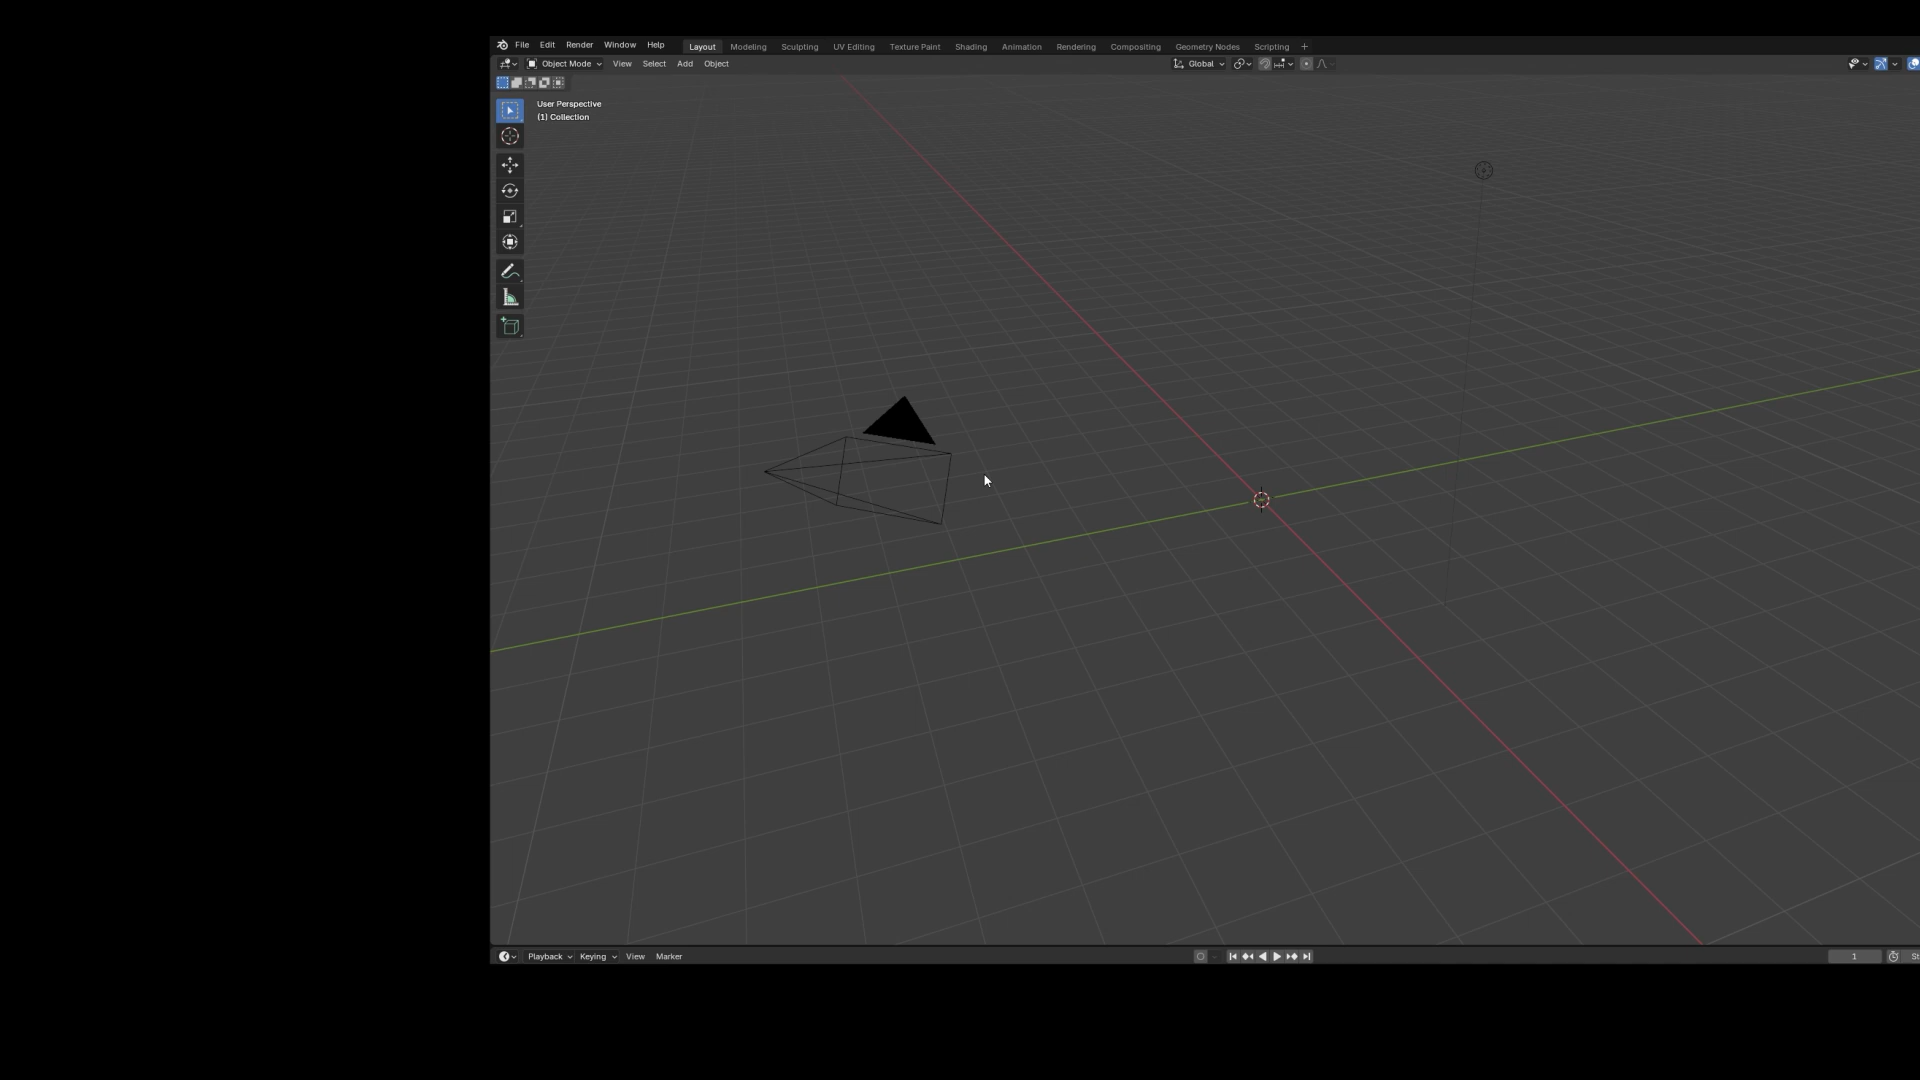 File Edit Render Window Help Layout Modeling Sculpting UV Editing Texture Paint Shading Animation Rendering Compositing Geometry Nodes Scripting +
Object Mode View Select Add Object Global
User Perspective
(1) Collection
Playback Keying View Marker 1